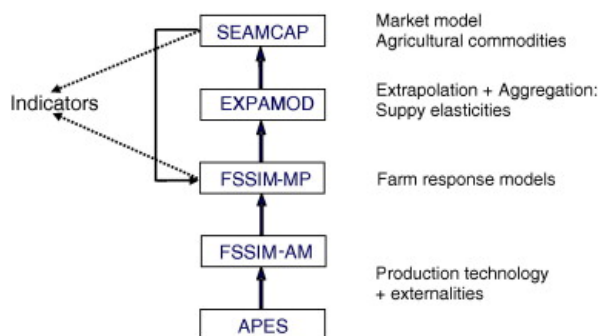 SEAMCAP
Market model
Agricultural commodities
Indicators
EXPAMOD
Extrapolation + Aggregation:
Suppy elasticities
FSSIM-MP
Farm response models
FSSIM-AM
Production technology
+ externalities
APES